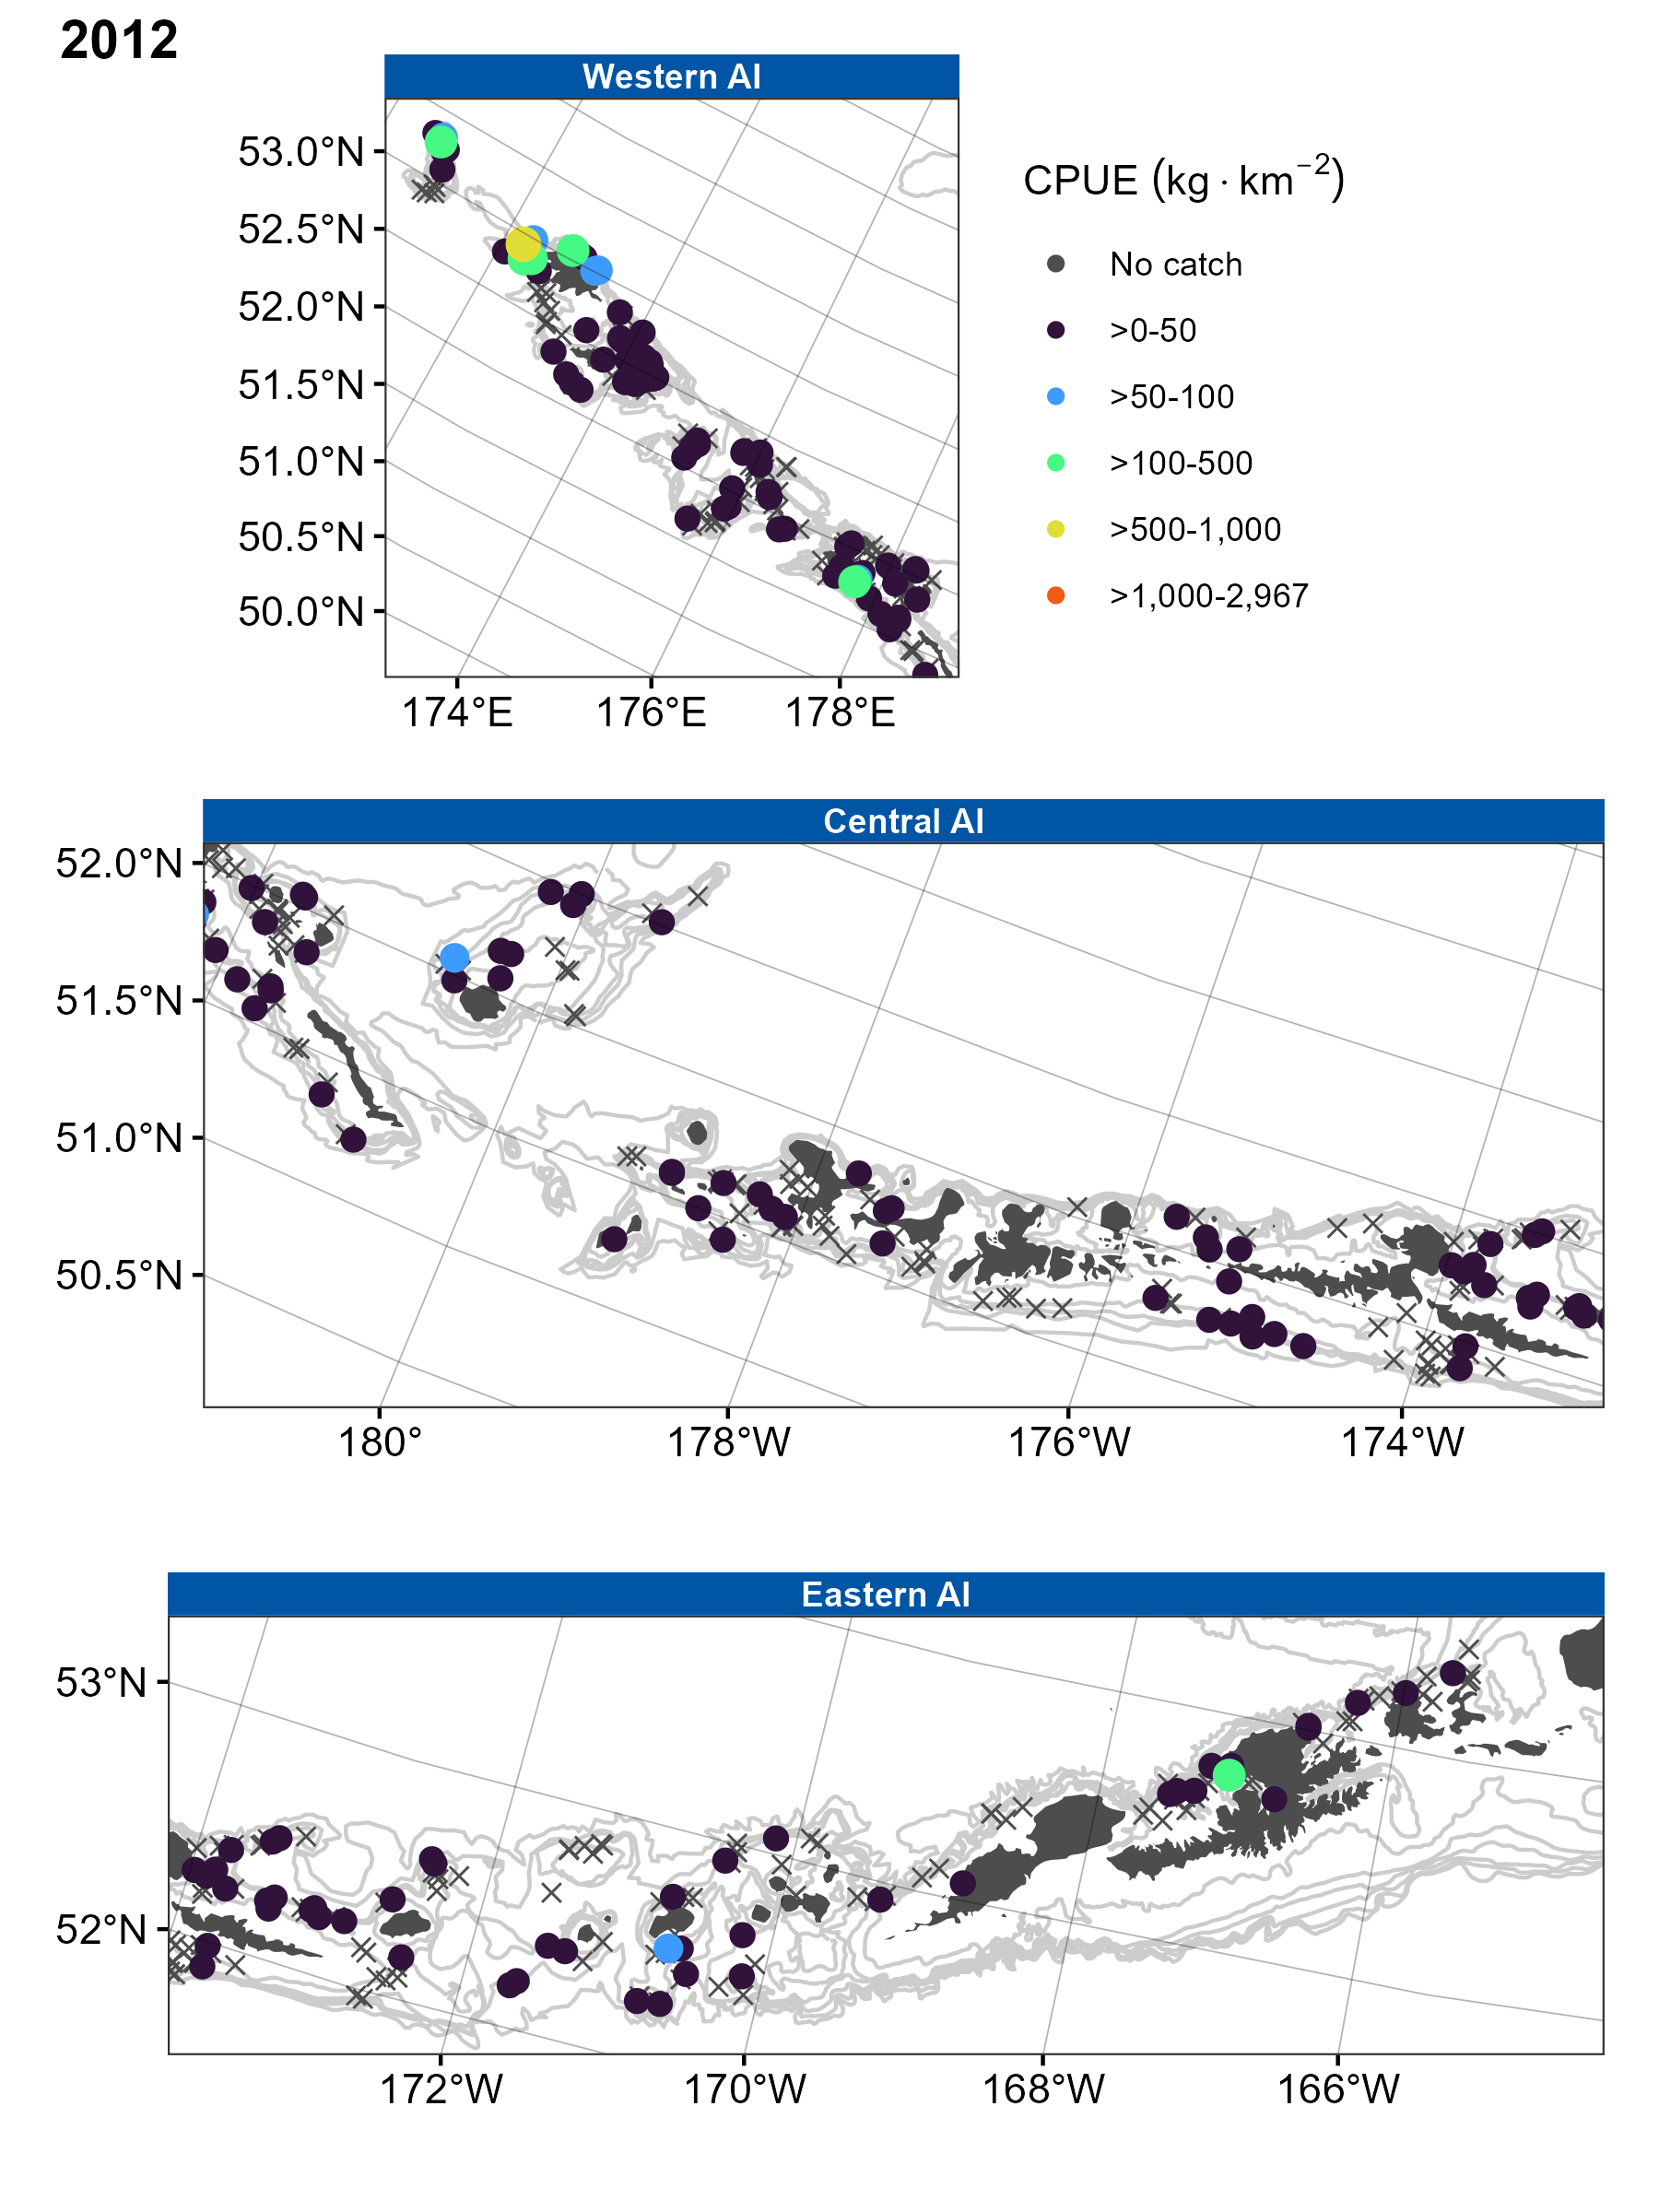 2012
Western AI
53.0°N
52.5°N
52.0°N
51.5°N
51.0°N
50.5°N
50.0°N
174°E 176°E 178°E
CPUE (kg · km⁻²)
No catch
>0-50
>50-100
>100-500
>500-1,000
>1,000-2,967
Central AI
52.0°N
51.5°N
51.0°N
50.5°N
180° 178°W 176°W 174°W
Eastern AI
53°N
52°N
172°W 170°W 168°W 166°W